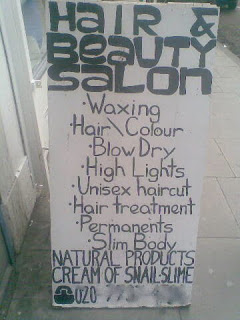 HAIR &
BEAUTY
SALON
·Waxing
·Hair\Colour
·Blow Dry
·High Lights
·Unisex haircut
·Hair treatment
·Permanents
·Slim Body
NATURAL PRODUCTS
CREAM OF SNAIL-SLIME
020